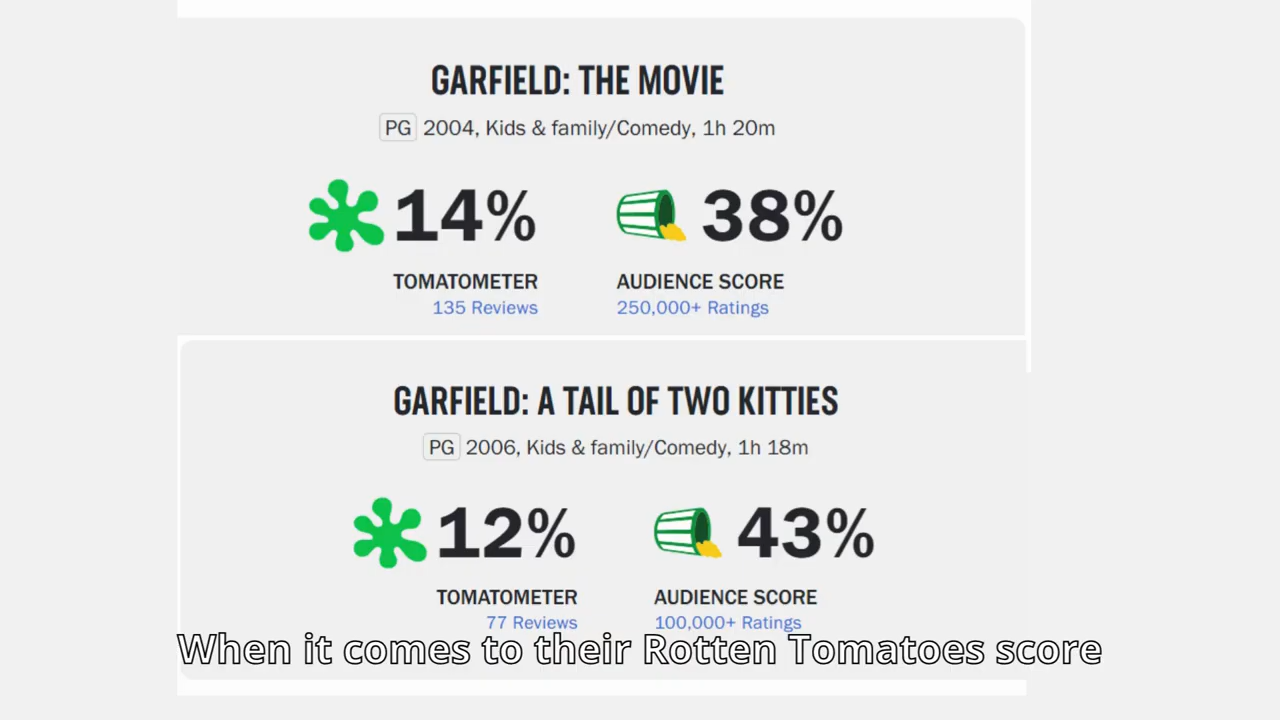 GARFIELD: THE MOVIE
PG 2004, Kids & family/Comedy, 1h 20m
14% 38%
TOMATOMETER AUDIENCE SCORE
135 Reviews 250,000+ Ratings
GARFIELD: A TAIL OF TWO KITTIES
PG 2006, Kids & family/Comedy, 1h 18m
12% 43%
TOMATOMETER AUDIENCE SCORE
77 Reviews 100,000+ Ratings
When it comes to their Rotten Tomatoes score